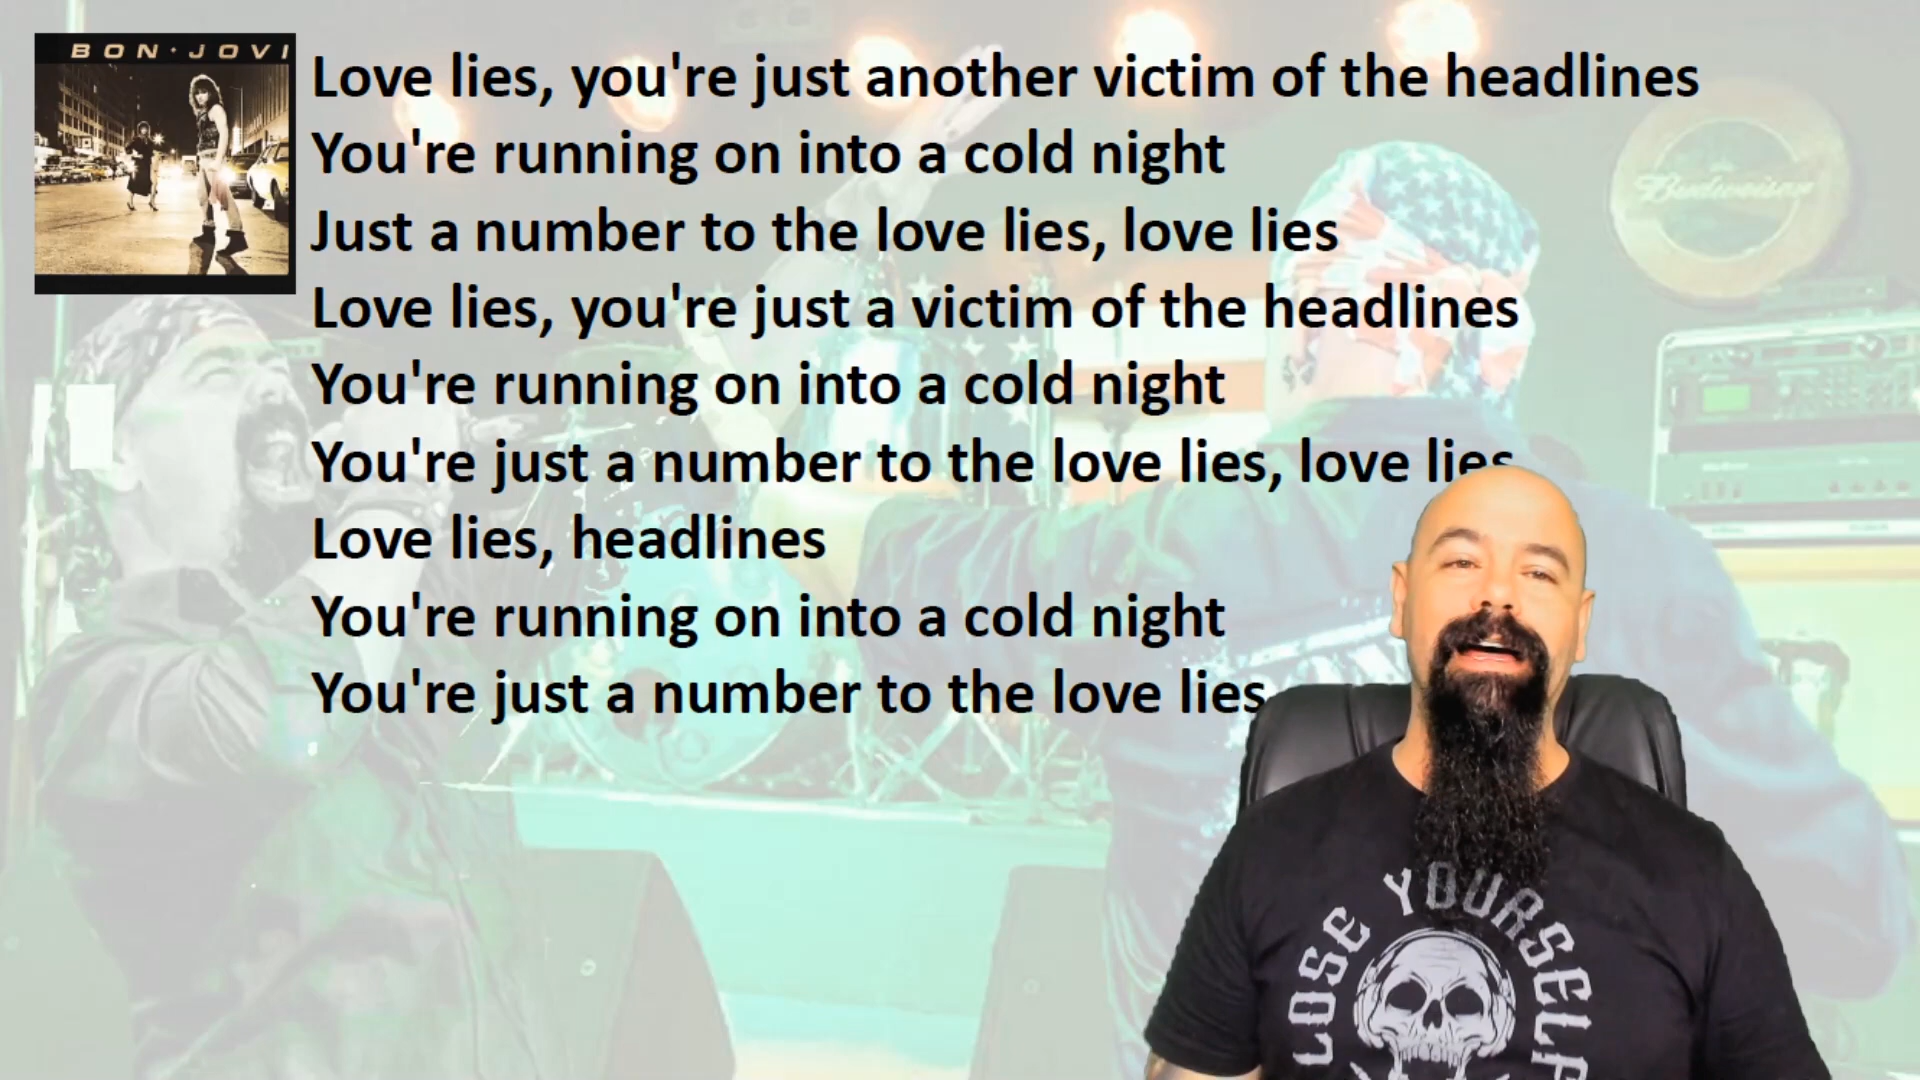 BON·JOVI
Love lies, you're just another victim of the headlines
You're running on into a cold night
Just a number to the love lies, love lies
Love lies, you're just a victim of the headlines
You're running on into a cold night
You're just a number to the love lies, love lies
Love lies, headlines
You're running on into a cold night
You're just a number to the love lies
Budweiser
LOSE YOURSELF